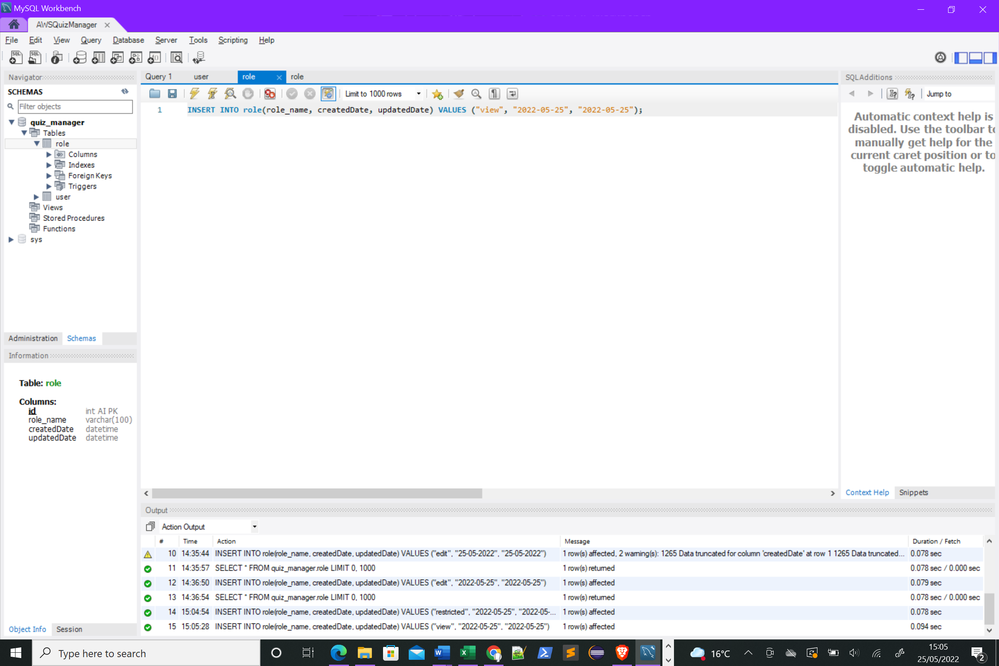 MySQL Workbench
AWSQuizManager
File Edit View Query Database Server Tools Scripting Help
Navigator
SCHEMAS
Filter objects
quiz_manager
Tables
role
Columns
Indexes
Foreign Keys
Triggers
user
Views
Stored Procedures
Functions
sys
Administration Schemas
Information
Table: role
Columns:
id int AI PK
role_name varchar(100)
createdDate datetime
updatedDate datetime
Object Info Session
Query 1 user role role
Limit to 1000 rows
1 INSERT INTO role(role_name, createdDate, updatedDate) VALUES ("view", "2022-05-25", "2022-05-25");
SQLAdditions
Jump to
Automatic context help is
disabled. Use the toolbar to
manually get help for the
current caret position or to
toggle automatic help.
Context Help Snippets
Output
Action Output
# Time Action Message Duration / Fetch
10 14:35:44 INSERT INTO role(role_name, createdDate, updatedDate) VALUES ("edit", "25-05-2022", "25-05-2022") 1 row(s) affected, 2 warning(s): 1265 Data truncated for column 'createdDate' at row 1 1265 Data truncated... 0.078 sec
11 14:35:57 SELECT * FROM quiz_manager.role LIMIT 0, 1000 1 row(s) returned 0.078 sec / 0.000 sec
12 14:36:50 INSERT INTO role(role_name, createdDate, updatedDate) VALUES ("edit", "2022-05-25", "2022-05-25") 1 row(s) affected 0.079 sec
13 14:36:54 SELECT * FROM quiz_manager.role LIMIT 0, 1000 1 row(s) returned 0.078 sec / 0.000 sec
14 15:04:54 INSERT INTO role(role_name, createdDate, updatedDate) VALUES ("restricted", "2022-05-25", "2022-05-... 1 row(s) affected 0.078 sec
15 15:05:28 INSERT INTO role(role_name, createdDate, updatedDate) VALUES ("view", "2022-05-25", "2022-05-25") 1 row(s) affected 0.094 sec
Type here to search
16°C
15:05
25/05/2022
2